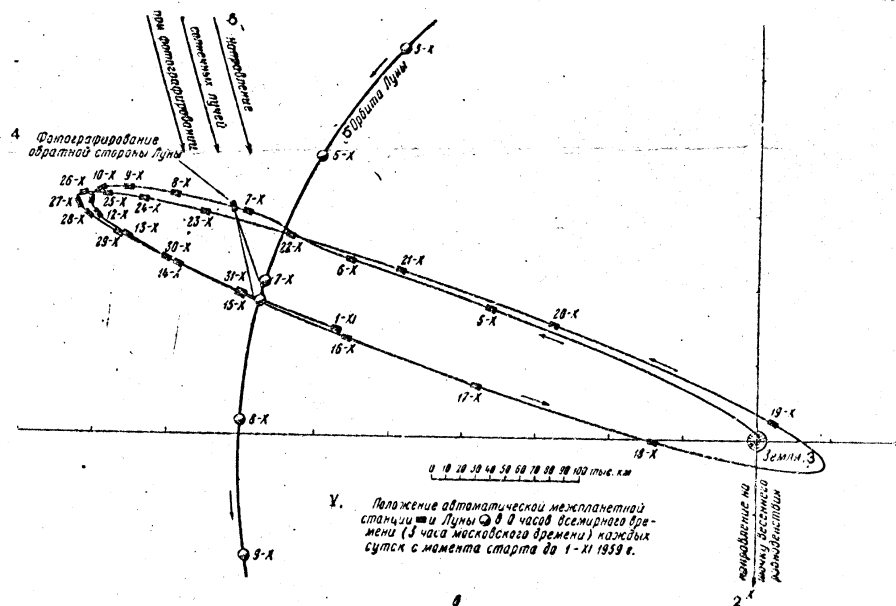 в. направление
солнечных лучей
при фотографировании
3-X
Орбита Луны
4
5-X
Фотографирование
обратной стороны Луны
26-X
10-X
9-X
8-X
7-X
27-X
25-X
24-X
28-X
12-X
23-X
29-X
13-X
22-X
30-X
6-X
21-X
14-X
31-X
7-X
15-X
5-X
20-X
1-XI
16-X
17-X
8-X
19-X
18-X
Земля.3
0 10 20 30 40 50 60 70 80 90 100 тыс. км
Положение автоматической межпланетной
станции и Луны в 0 часов всемирного вре-
мени (3 часа московского времени) каждых
суток с момента старта до 1-XI 1959 г.
9-X
направление на
точку весеннего
равноденствия
2
x